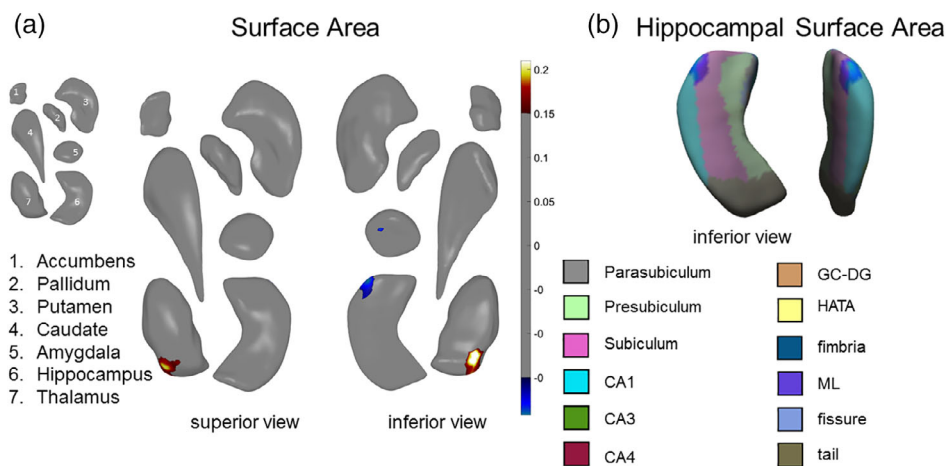 (a)
Surface Area
1
2
3
4
5
6
7
1. Accumbens
2. Pallidum
3. Putamen
4. Caudate
5. Amygdala
6. Hippocampus
7. Thalamus
superior view
inferior view
0.2
0.15
0.1
0.05
0
-0
-0
-0
(b)
Hippocampal Surface Area
inferior view
Parasubiculum
Presubiculum
Subiculum
CA1
CA3
CA4
GC-DG
HATA
fimbria
ML
fissure
tail